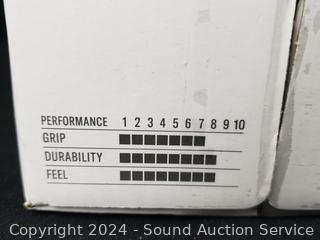 PERFORMANCE 1 2 3 4 5 6 7 8 9 10
GRIP
DURABILITY
FEEL
Copyright 2024 - Sound Auction Service